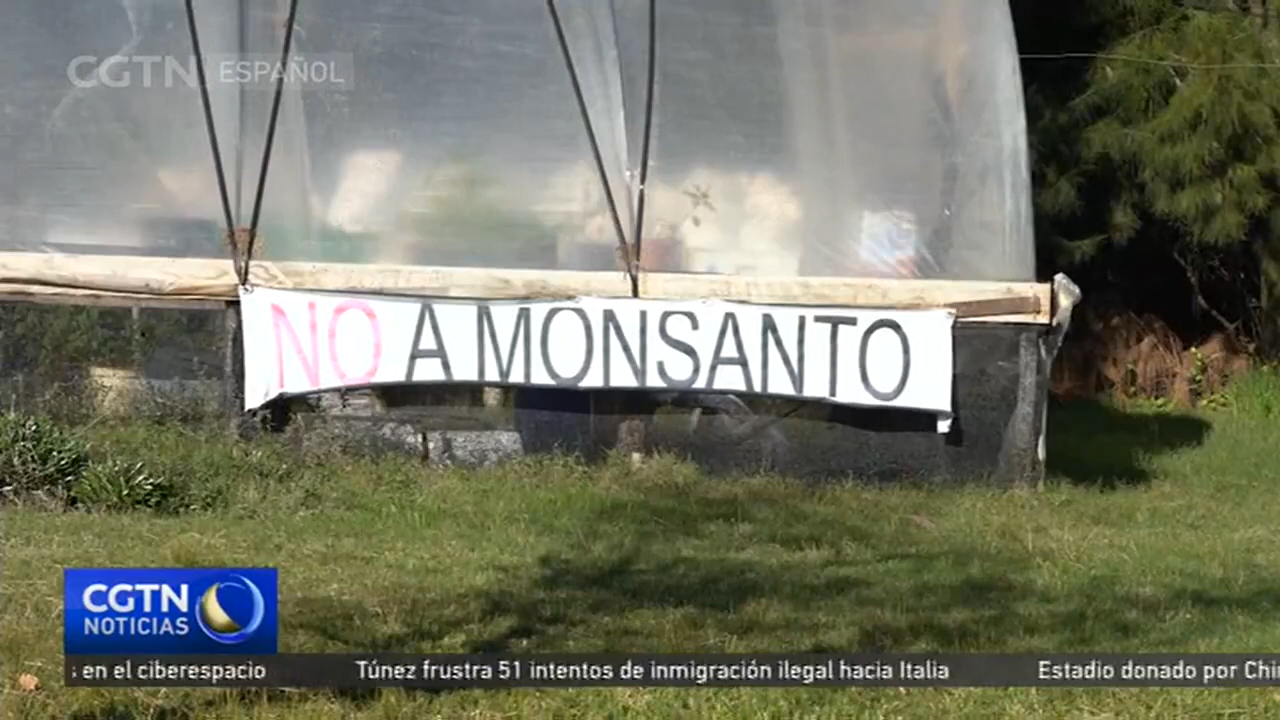 CGTN ESPAÑOL
NO A MONSANTO
CGTN
NOTICIAS
en el ciberespacio Túnez frustra 51 intentos de inmigración ilegal hacia Italia Estadio donado por